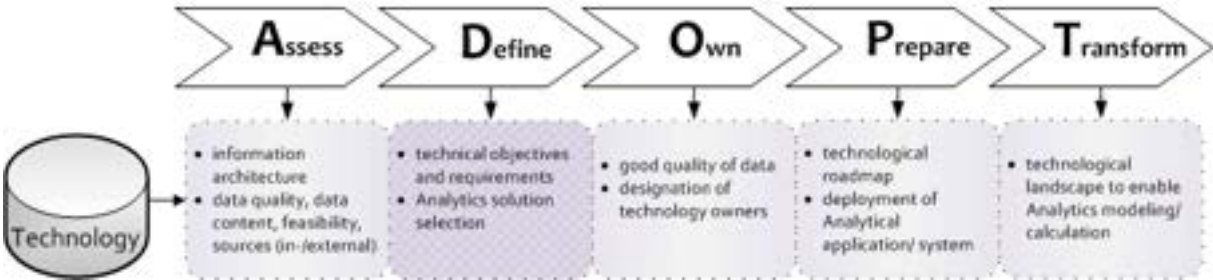 Assess
Define
Own
Prepare
Transform
Technology
• information
architecture
• data quality, data
content, feasibility,
sources (in-/external)
• technical objectives
and requirements
• Analytics solution
selection
• good quality of data
• designation of
technology owners
• technological
roadmap
• deployment of
Analytical
application/ system
• technological
landscape to enable
Analytics modeling/
calculation